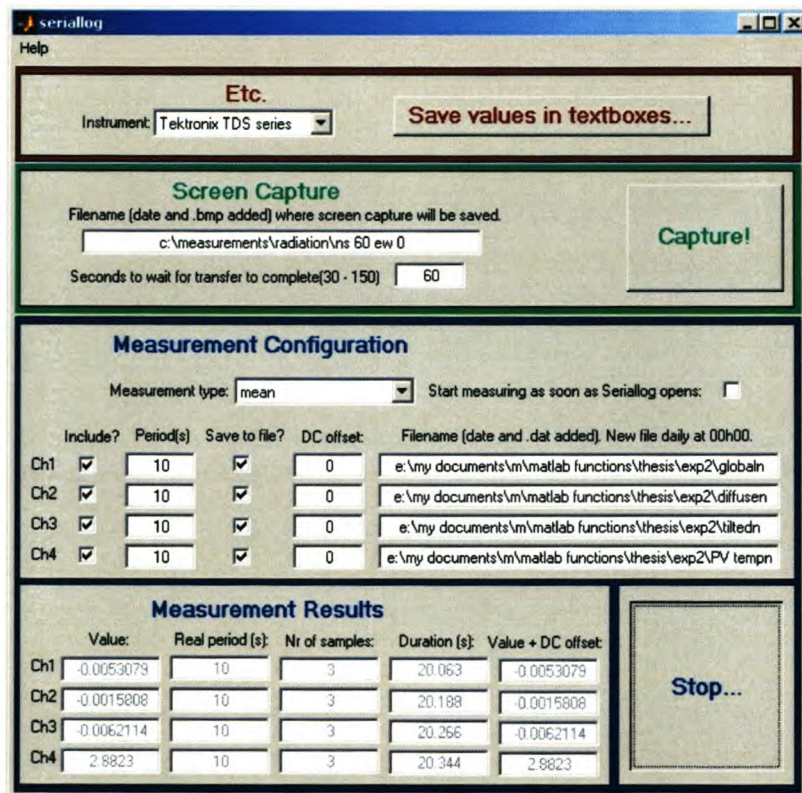 seriallog
Help
Etc.
Instrument: Tektronix TDS series
Save values in textboxes...
Screen Capture
Filename (date and .bmp added) where screen capture will be saved.
c:\measurements\radiation\ns 60 ew 0
Capture!
Seconds to wait for transfer to complete(30 - 150) 60
Measurement Configuration
Measurement type: mean Start measuring as soon as Seriallog opens:
Include? Period(s) Save to file? DC offset: Filename (date and .dat added). New file daily at 00h00.
Ch1 10 0 e:\my documents\m\matlab functions\thesis\exp2\globaln
Ch2 10 0 e:\my documents\m\matlab functions\thesis\exp2\diffusen
Ch3 10 0 e:\my documents\m\matlab functions\thesis\exp2\tiltedn
Ch4 10 0 e:\my documents\m\matlab functions\thesis\exp2\PV tempn
Measurement Results
Value: Real period (s): Nr of samples: Duration (s): Value + DC offset:
Ch1 -0.0053079 10 3 20.063 -0.0053079
Ch2 -0.0015808 10 3 20.188 -0.0015808
Ch3 -0.0062114 10 3 20.266 -0.0062114
Ch4 2.8823 10 3 20.344 2.8823
Stop...